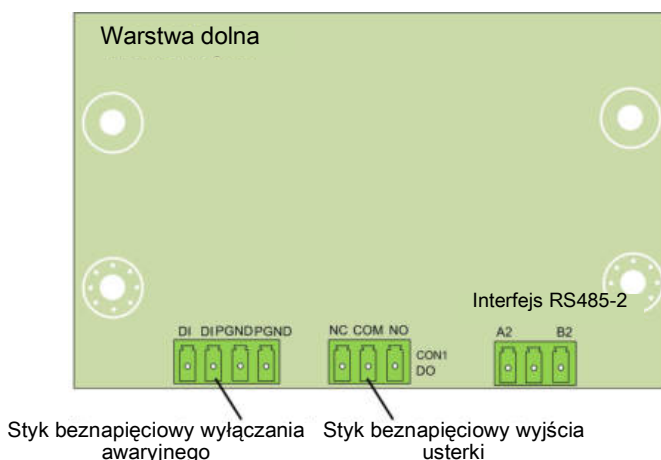 Warstwa dolna
Interfejs RS485-2
DI DI PGND PGND
NC COM NO
A2 B2
CON1
DO
Styk beznapięciowy wyłączania
awaryjnego
Styk beznapięciowy wyjścia
usterki